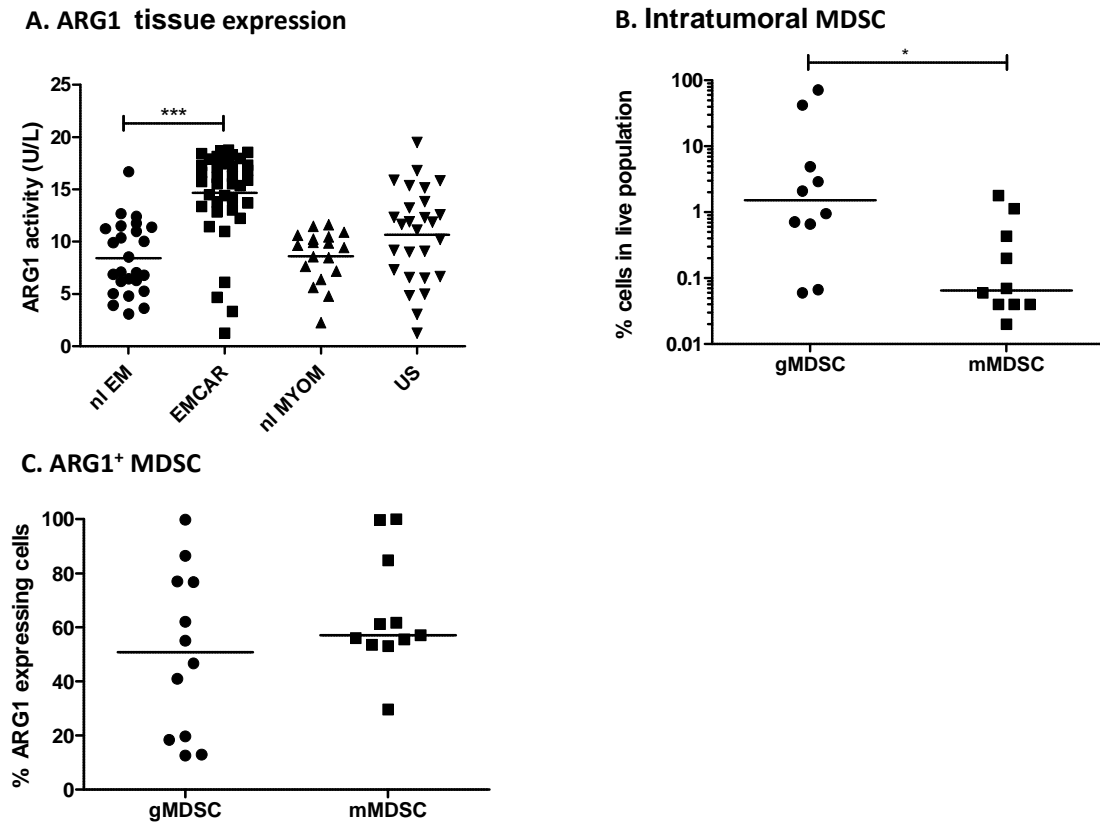 A. ARG1 tissue expression
ARG1 activity (U/L)
25
20
15
10
5
0
***
nl EM
EMCAR
nl MYOM
US
B. Intratumoral MDSC
% cells in live population
100
10
1
0.1
0.01
*
gMDSC
mMDSC
C. ARG1⁺ MDSC
% ARG1 expressing cells
100
80
60
40
20
0
gMDSC
mMDSC